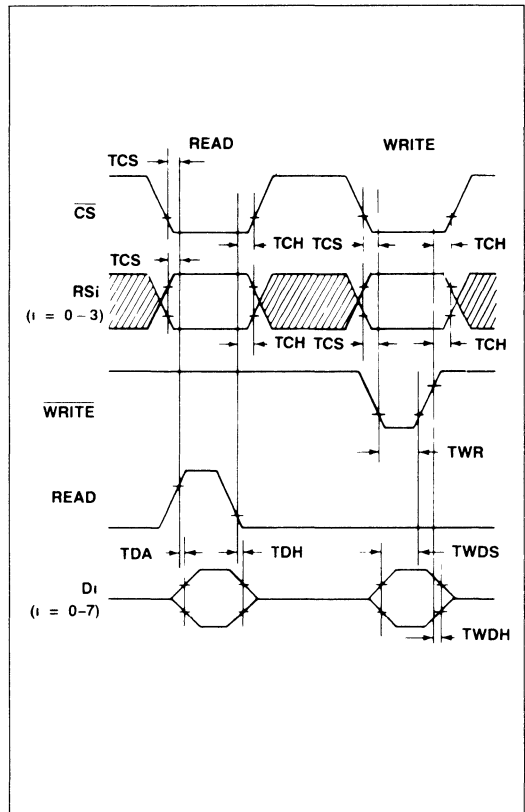 READ WRITE
TCS
CS
TCS TCH TCS TCH
RSi
(i = 0-3)
TCH TCS TCH
WRITE
TWR
READ
TDA TDH TWDS
Di
(i = 0-7)
TWDH